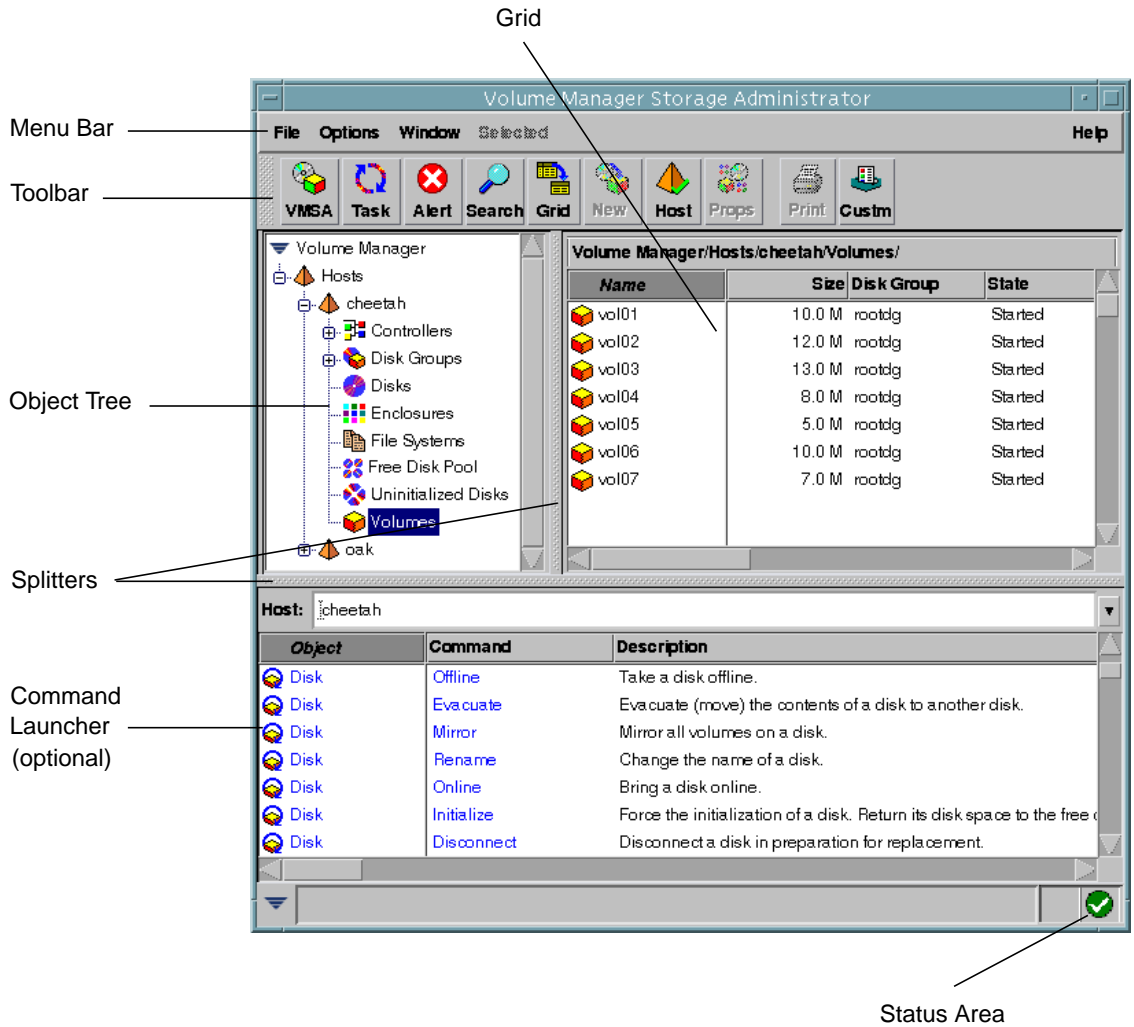 Grid
Volume Manager Storage Administrator
Menu Bar
File Options Window Selected Help
Toolbar
VMSA Task Alert Search Grid New Host Props Print Custm
Volume Manager
Hosts
cheetah
Controllers
Disk Groups
Disks
Enclosures
File Systems
Free Disk Pool
Uninitialized Disks
Volumes
oak
Object Tree
Volume Manager/Hosts/cheetah/Volumes/
Name Size Disk Group State
vol01 10.0 M rootdg Started
vol02 12.0 M rootdg Started
vol03 13.0 M rootdg Started
vol04 8.0 M rootdg Started
vol05 5.0 M rootdg Started
vol06 10.0 M rootdg Started
vol07 7.0 M rootdg Started
Splitters
Host: cheetah
Object Command Description
Disk Offline Take a disk offline.
Disk Evacuate Evacuate (move) the contents of a disk to another disk.
Disk Mirror Mirror all volumes on a disk.
Disk Rename Change the name of a disk.
Disk Online Bring a disk online.
Disk Initialize Force the initialization of a disk. Return its disk space to the free
Disk Disconnect Disconnect a disk in preparation for replacement.
Command
Launcher
(optional)
Status Area